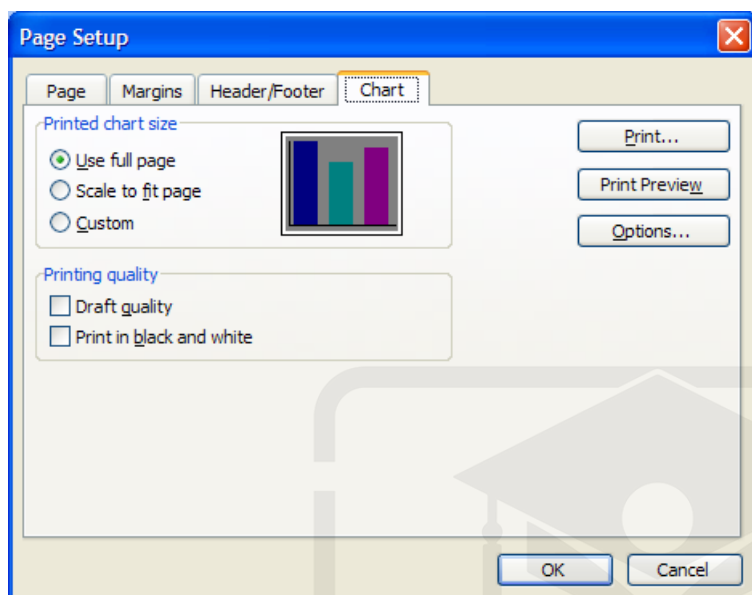 Page Setup
Page Margins Header/Footer Chart
Printed chart size
Use full page
Scale to fit page
Custom
Print...
Print Preview
Options...
Printing quality
Draft quality
Print in black and white
OK Cancel